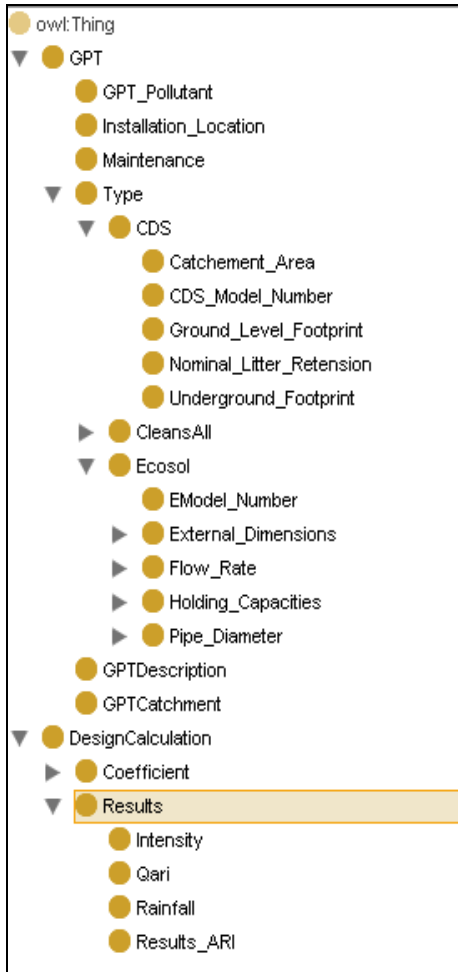 owl:Thing
GPT
GPT_Pollutant
Installation_Location
Maintenance
Type
CDS
Catchement_Area
CDS_Model_Number
Ground_Level_Footprint
Nominal_Litter_Retension
Underground_Footprint
CleansAll
Ecosol
EModel_Number
External_Dimensions
Flow_Rate
Holding_Capacities
Pipe_Diameter
GPTDescription
GPTCatchment
DesignCalculation
Coefficient
Results
Intensity
Qari
Rainfall
Results_ARI